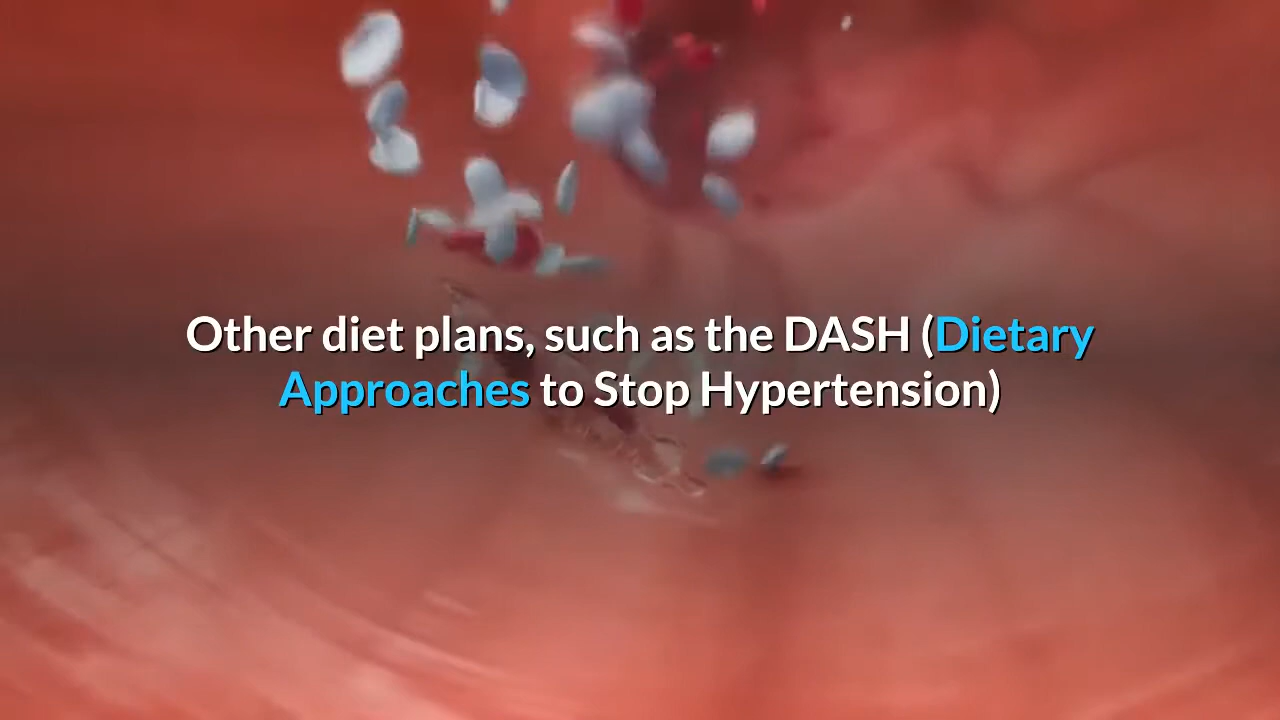 Other diet plans, such as the DASH (Dietary
Approaches to Stop Hypertension)